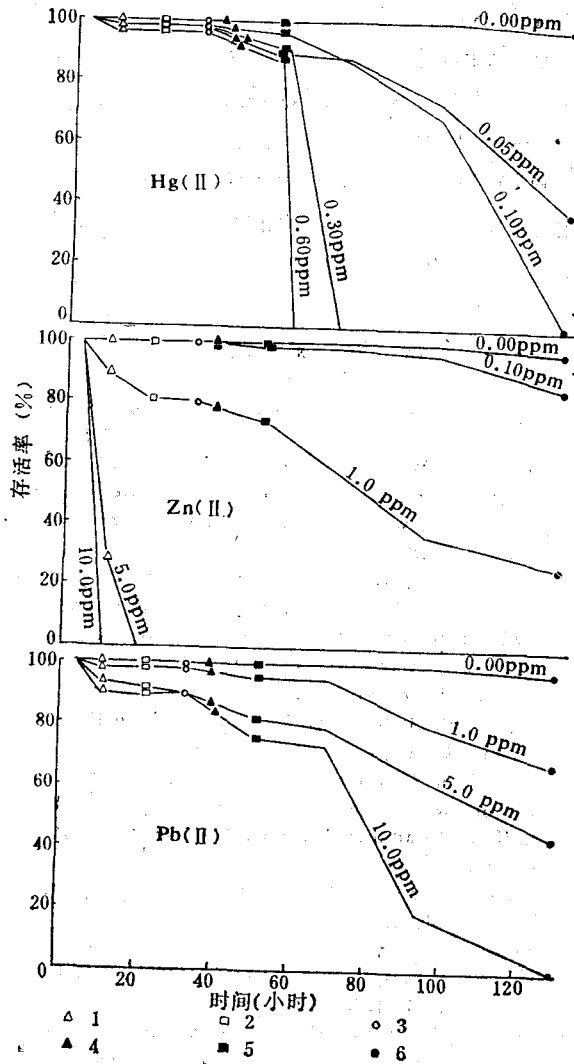 100
80
60
40
20
0
0.00ppm
0.05ppm
0.10ppm
0.30ppm
0.60ppm
Hg(Ⅱ)
100
80
60
40
20
0
0.00ppm
0.10ppm
1.0 ppm
5.0ppm
10.0ppm
Zn(Ⅱ)
存活率(%)
100
80
60
40
20
0
0.00ppm
1.0 ppm
5.0 ppm
10.0ppm
Pb(Ⅱ)
20 40 60 80 100 120
时间(小时)
△ 1 □ 2 ○ 3
▲ 4 ■ 5 ● 6